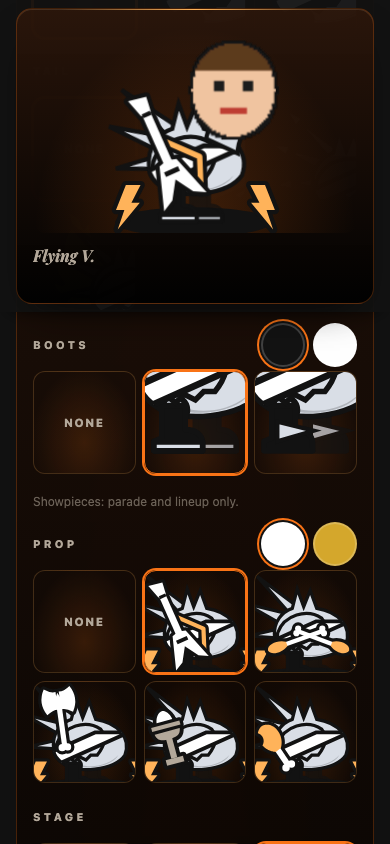 Flying V.
BOOTS
NONE
Showpieces: parade and lineup only.
PROP
NONE
STAGE